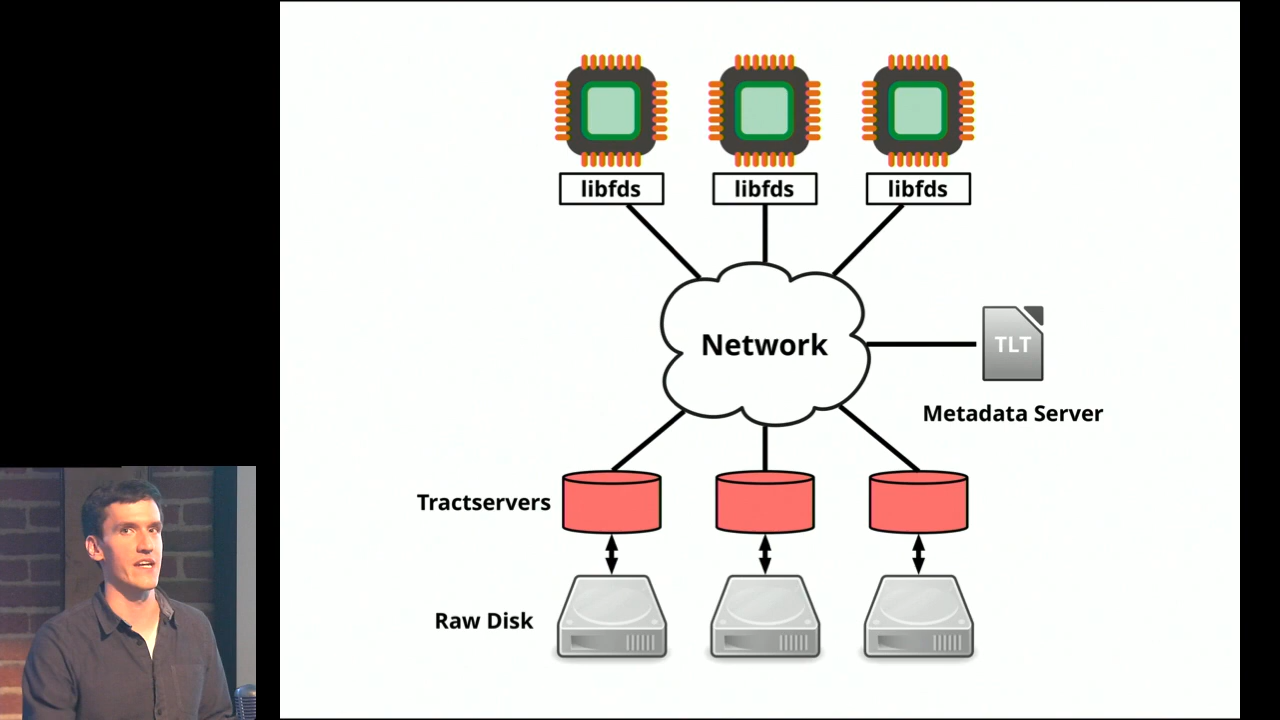 libfds
libfds
libfds
Network
TLT
Metadata Server
Tractservers
Raw Disk